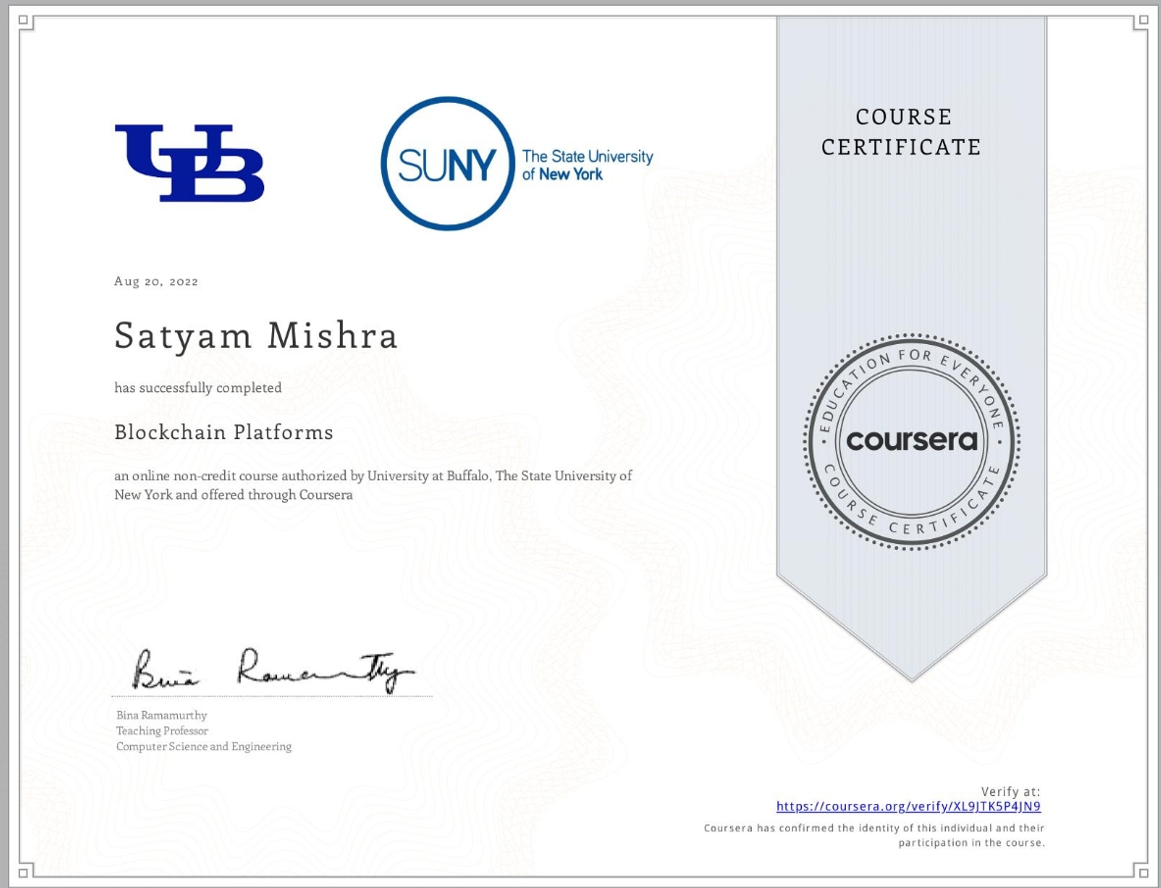 UB
SUNY
The State University
of New York
COURSE
CERTIFICATE
Aug 20, 2022
Satyam Mishra
has successfully completed
Blockchain Platforms
an online non-credit course authorized by University at Buffalo, The State University of
New York and offered through Coursera
EDUCATION FOR EVERYONE
coursera
COURSE CERTIFICATE
Bina Ramamurthy
Bina Ramamurthy
Teaching Professor
Computer Science and Engineering
Verify at:
https://coursera.org/verify/XL9JTK5P4JN9
Coursera has confirmed the identity of this individual and their
participation in the course.